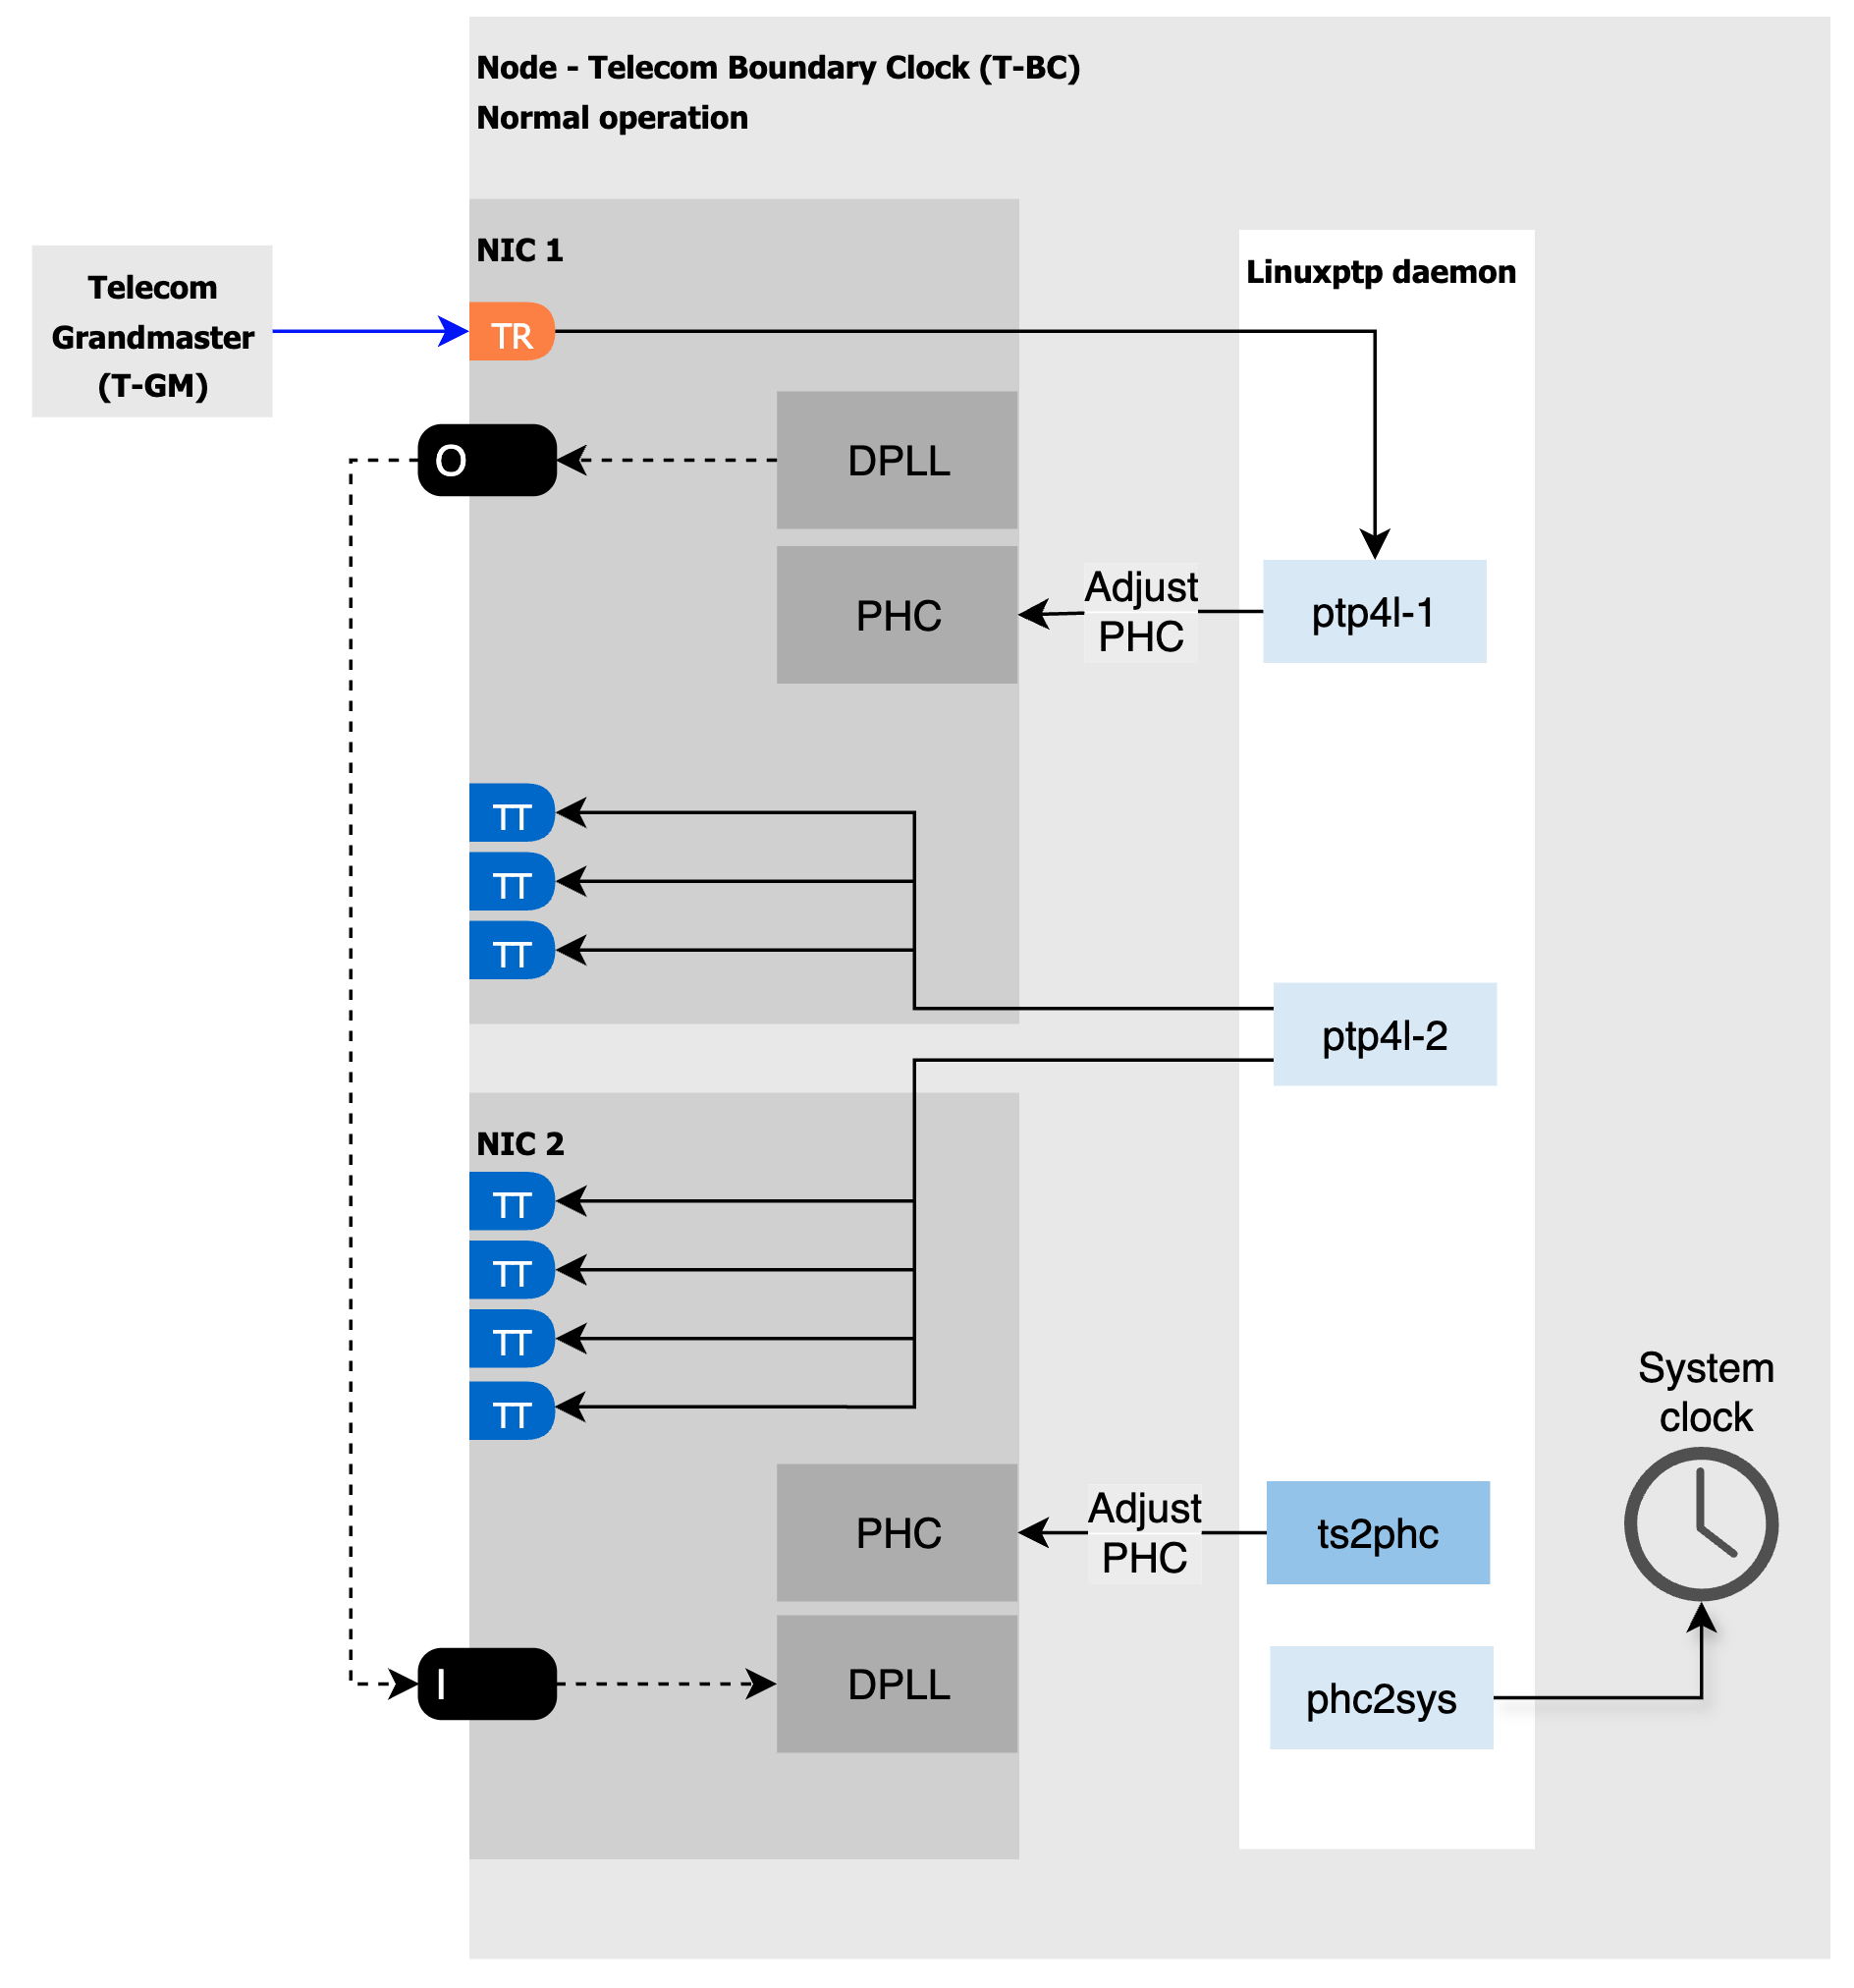 Node - Telecom Boundary Clock (T-BC)
Normal operation
NIC 1
Linuxptp daemon
Telecom
Grandmaster
(T-GM)
TR
O
DPLL
PHC
Adjust
PHC
ptp4l-1
TT
TT
TT
ptp4l-2
NIC 2
TT
TT
TT
TT
System
clock
PHC
Adjust
PHC
ts2phc
I
DPLL
phc2sys